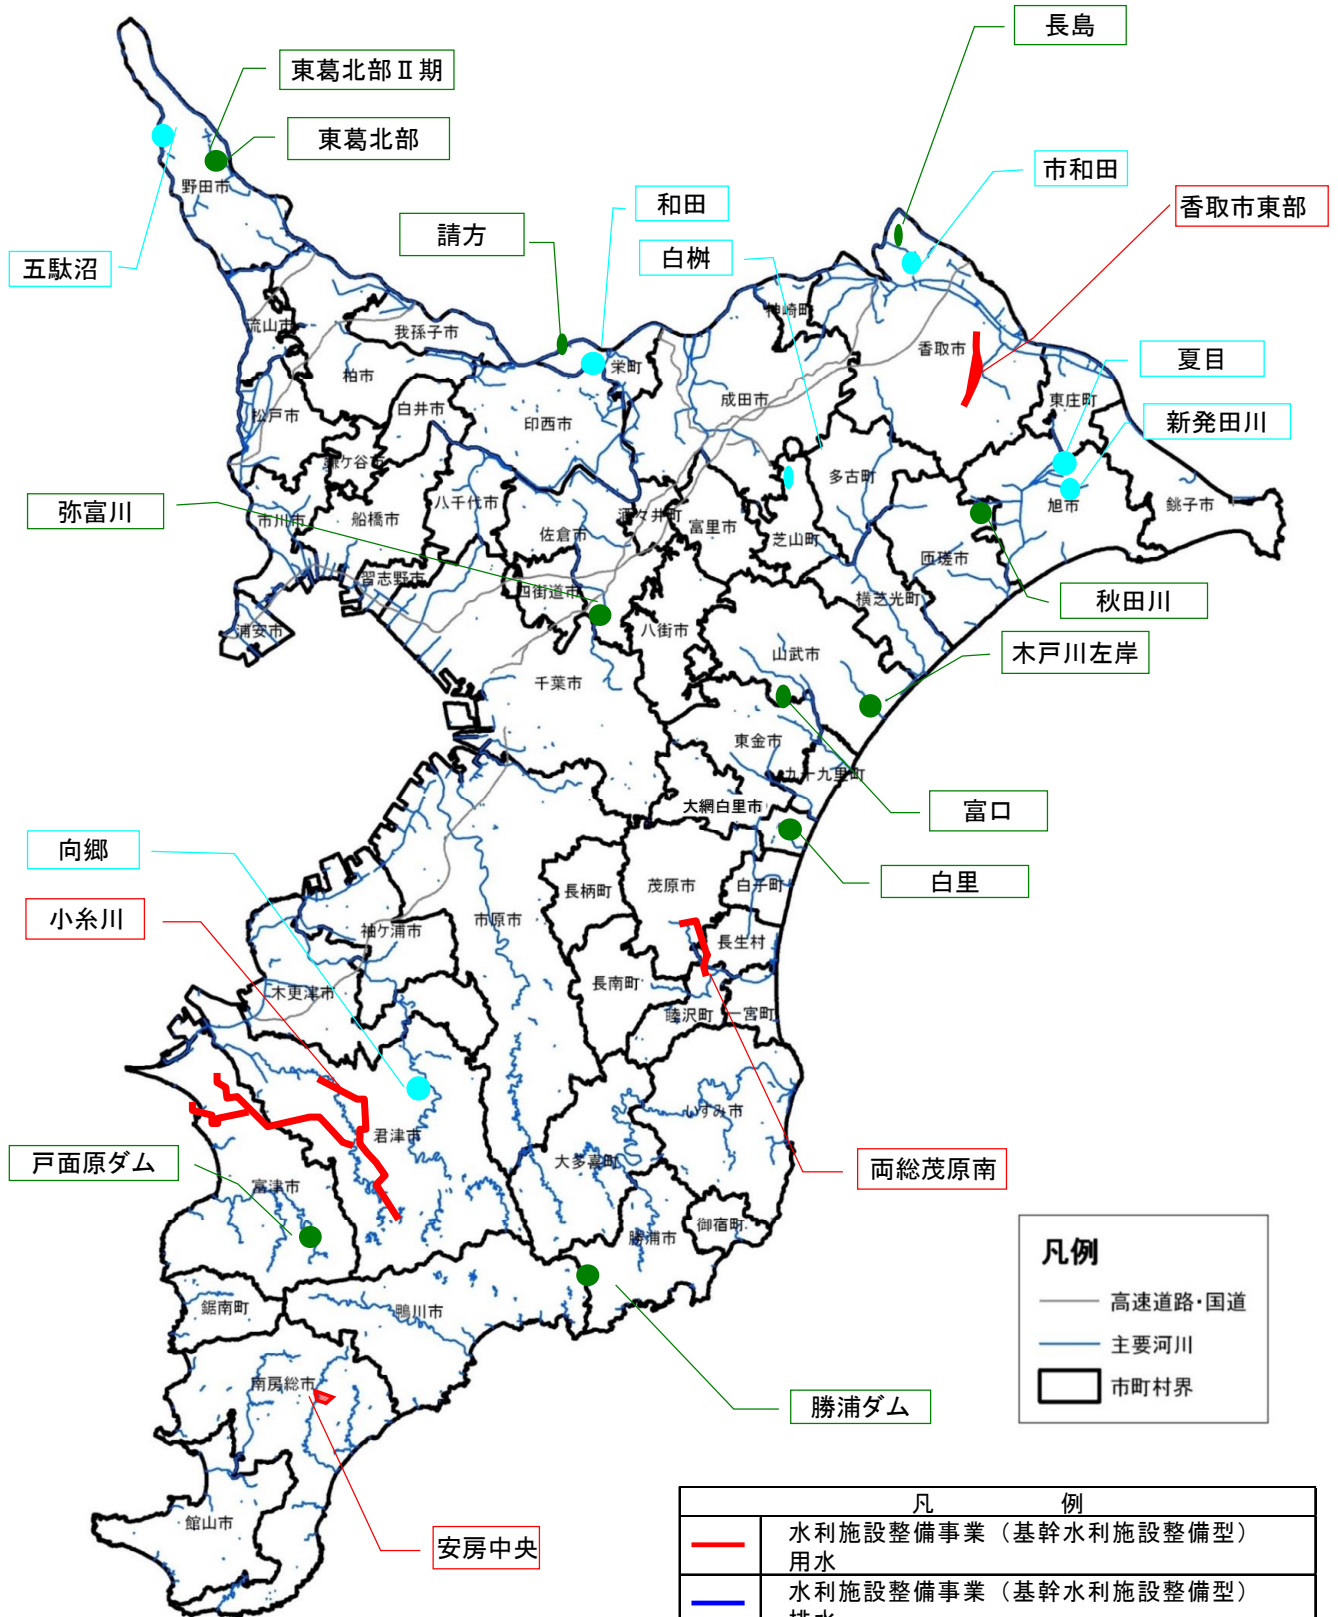 長島
東葛北部Ⅱ期
東葛北部
市和田
和田
香取市東部
請方
白桝
五駄沼
野田市
流山市
我孫子市
神崎町
香取市
柏市
栄町
成田市
夏目
東庄町
松戸市
白井市
印西市
新発田川
鎌ケ谷市
多古町
弥富川
市川市
船橋市
八千代市
佐倉市
酒々井町
富里市
芝山町
旭市
銚子市
匝瑳市
習志野市
四街道市
横芝光町
秋田川
浦安市
八街市
山武市
木戸川左岸
千葉市
東金市
九十九里町
大網白里市
富口
向郷
長柄町
茂原市
白子町
白里
小糸川
袖ケ浦市
市原市
長生村
木更津市
長南町
睦沢町
一宮町
いすみ市
君津市
戸面原ダム
大多喜町
両総茂原南
富津市
勝浦市
御宿町
凡例
高速道路・国道
主要河川
市町村界
鋸南町
鴨川市
南房総市
勝浦ダム
館山市
安房中央
凡 例
水利施設整備事業（基幹水利施設整備型）
用水
水利施設整備事業（基幹水利施設整備型）